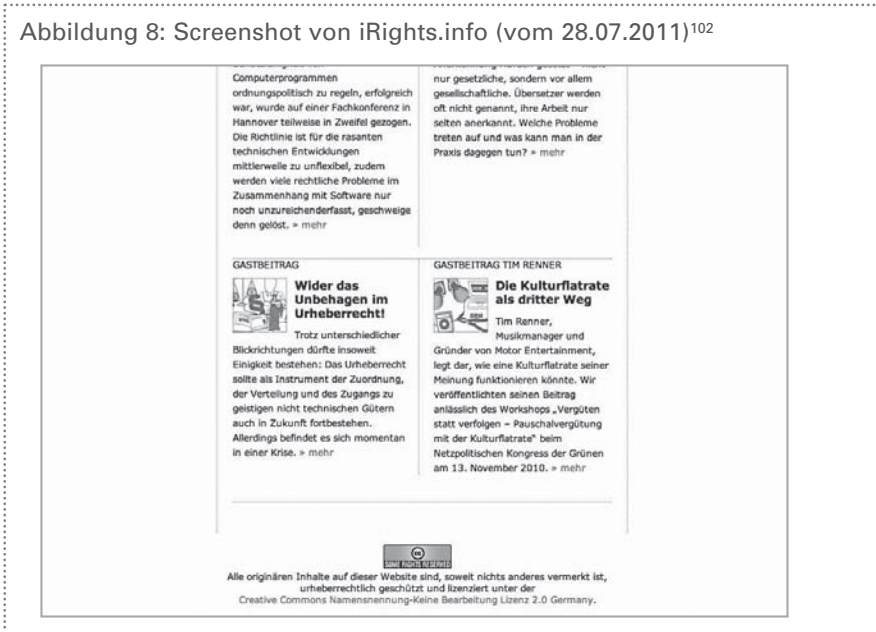 Abbildung 8: Screenshot von iRights.info (vom 28.07.2011)102
Computerprogrammen
ordnungspolitisch zu regeln, erfolgreich
war, wurde auf einer Fachkonferenz in
Hannover teilweise in Zweifel gezogen.
Die Richtlinie ist für die rasanten
technischen Entwicklungen
mittlerweile zu unflexibel, zudem
werden viele rechtliche Probleme im
Zusammenhang mit Software nur
noch unzureichenderfasst, geschweige
denn gelöst. » mehr
nur gesetzliche, sondern vor allem
gesellschaftliche. Übersetzer werden
oft nicht genannt, ihre Arbeit nur
selten anerkannt. Welche Probleme
treten auf und was kann man in der
Praxis dagegen tun? » mehr
GASTBEITRAG
Wider das
Unbehagen im
Urheberrecht!
Trotz unterschiedlicher
Blickrichtungen dürfte insoweit
Einigkeit bestehen: Das Urheberrecht
sollte als Instrument der Zuordnung,
der Verteilung und des Zugangs zu
geistigen nicht technischen Gütern
auch in Zukunft fortbestehen.
Allerdings befindet es sich momentan
in einer Krise. » mehr
GASTBEITRAG TIM RENNER
Die Kulturflatrate
als dritter Weg
Tim Renner,
Musikmanager und
Gründer von Motor Entertainment,
legt dar, wie eine Kulturflatrate seiner
Meinung funktionieren könnte. Wir
veröffentlichten seinen Beitrag
anlässlich des Workshops „Vergüten
statt verfolgen – Pauschalvergütung
mit der Kulturflatrate" beim
Netzpolitischen Kongress der Grünen
am 13. November 2010. » mehr
cc
SOME RIGHTS RESERVED
Alle originären Inhalte auf dieser Website sind, soweit nichts anderes vermerkt ist,
urheberrechtlich geschützt und lizenziert unter der
Creative Commons Namensnennung-Keine Bearbeitung Lizenz 2.0 Germany.